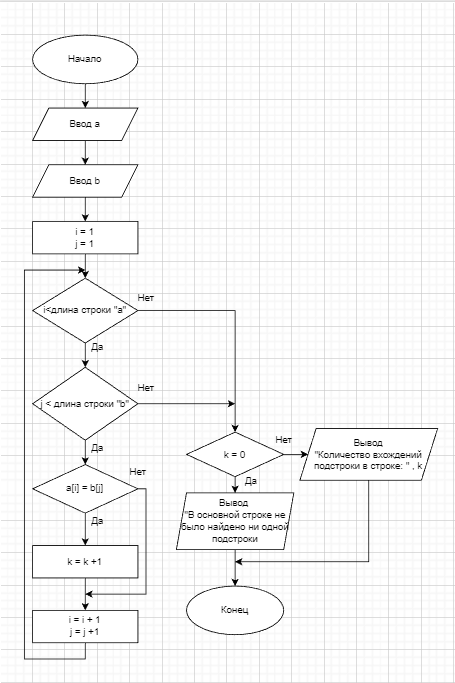 Начало
Ввод a
Ввод b
i = 1
j = 1
i<длина строки "a"
Нет
Да
j < длина строки "b"
Нет
Да
a[i] = b[j]
Нет
Да
k = k +1
i = i + 1
j = j +1
k = 0
Нет
Да
Вывод
"Количество вхождений
подстроки в строке: " , k
Вывод
"В основной строке не
было найдено ни одной
подстроки
Конец